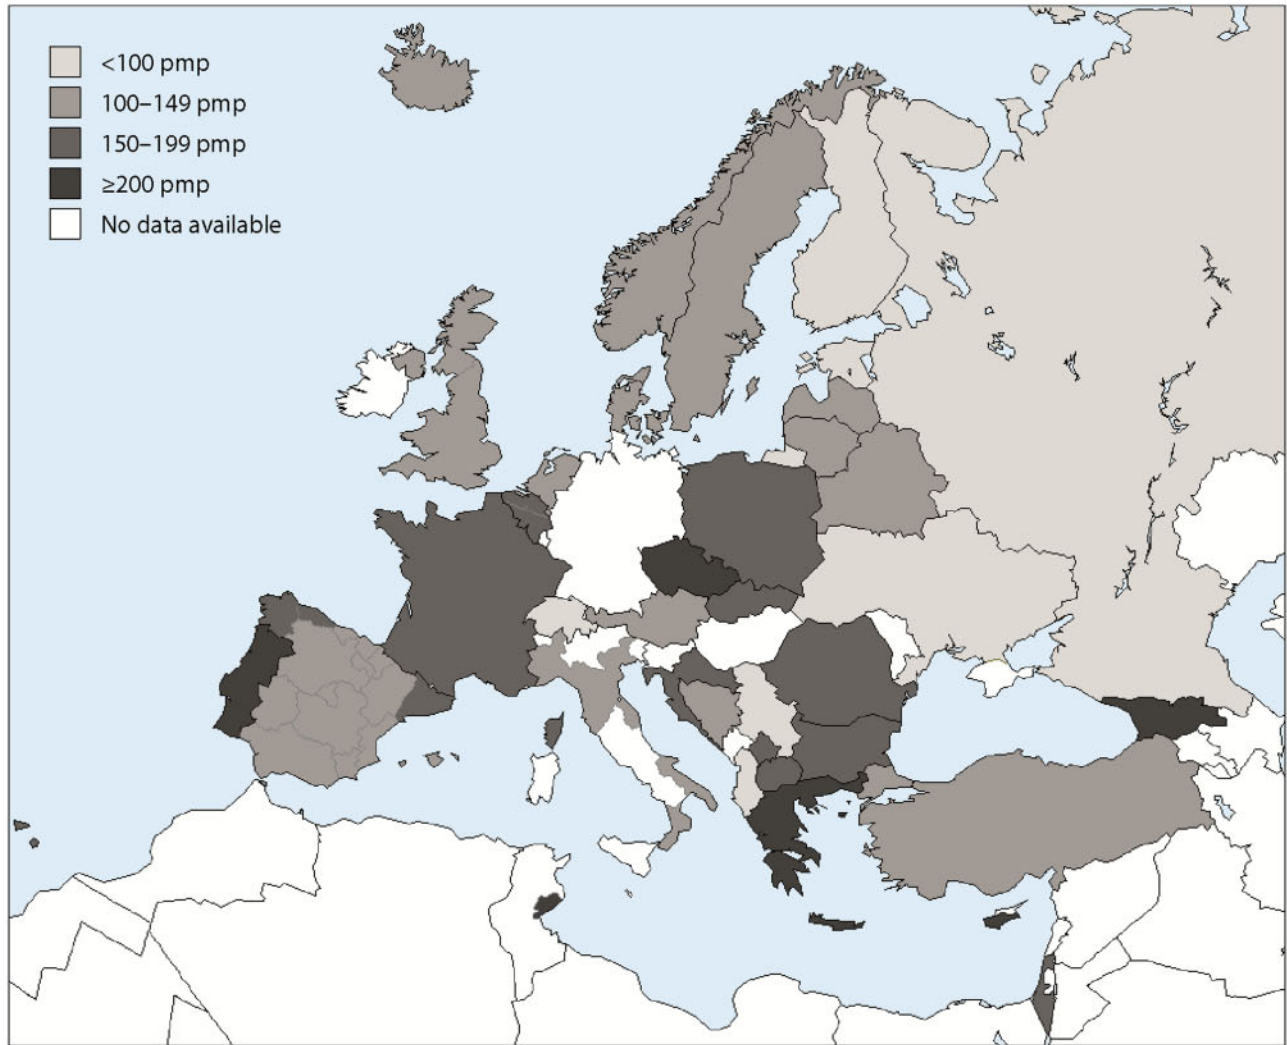 <100 pmp
100–149 pmp
150–199 pmp
≥200 pmp
No data available